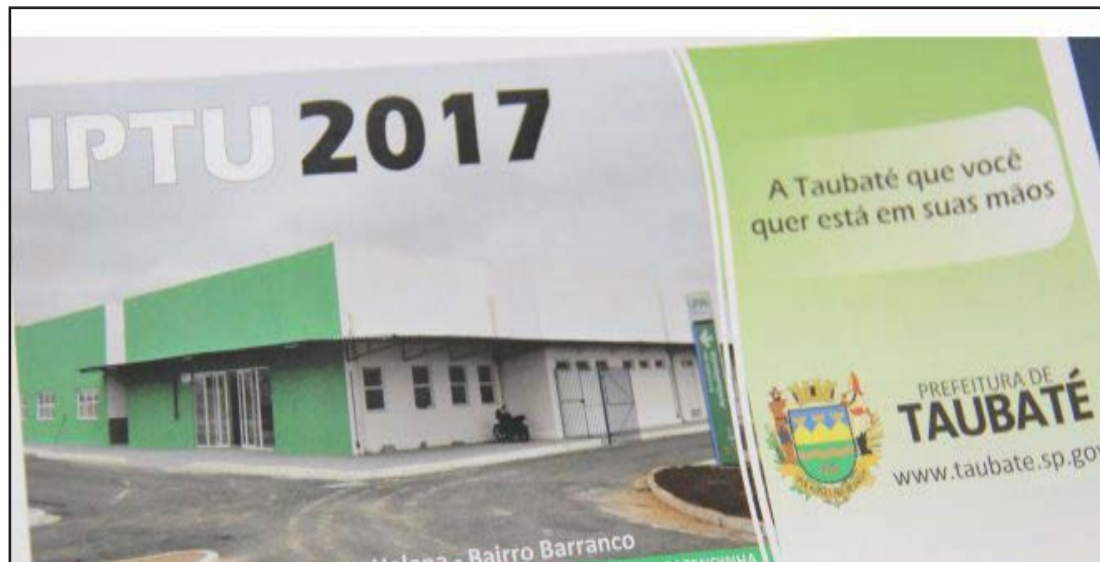 IPTU 2017
A Taubaté que você
quer está em suas mãos
UPA
PREFEITURA DE
TAUBATÉ
www.taubate.sp.gov
- Bairro Barranco